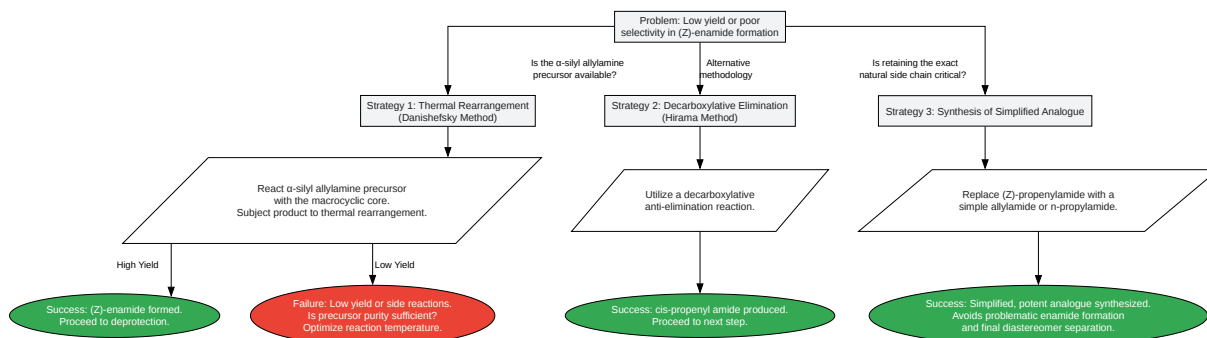 Problem: Low yield or poor
selectivity in (Z)-enamide formation
Is the α-silyl allylamine
precursor available?
Alternative
methodology
Is retaining the exact
natural side chain critical?
Strategy 1: Thermal Rearrangement
(Danishefsky Method)
Strategy 2: Decarboxylative Elimination
(Hirama Method)
Strategy 3: Synthesis of Simplified Analogue
React α-silyl allylamine precursor
with the macrocyclic core.
Subject product to thermal rearrangement.
Utilize a decarboxylative
anti-elimination reaction.
Replace (Z)-propenylamide with a
simple allylamide or n-propylamide.
High Yield
Low Yield
Success: (Z)-enamide formed.
Proceed to deprotection.
Failure: Low yield or side reactions.
Is precursor purity sufficient?
Optimize reaction temperature.
Success: cis-propenyl amide produced.
Proceed to next step.
Success: Simplified, potent analogue synthesized.
Avoids problematic enamide formation
and final diastereomer separation.